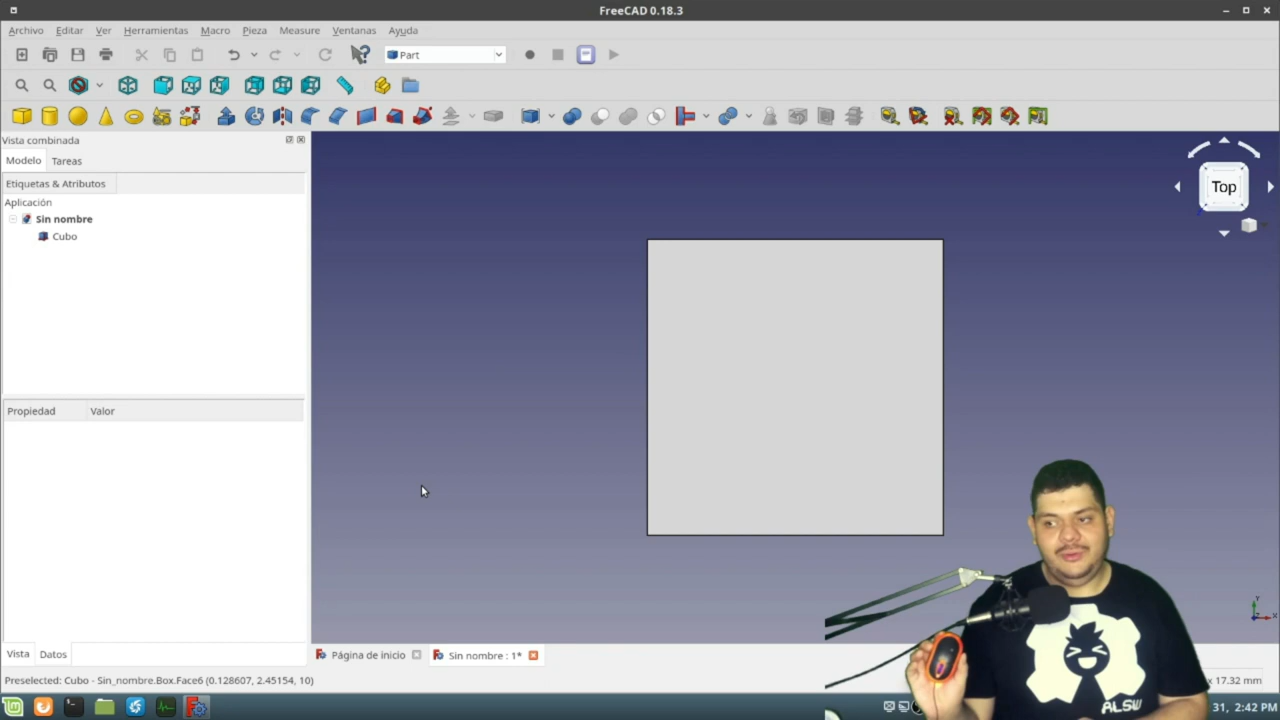 FreeCAD 0.18.3
Archivo Editar Ver Herramientas Macro Pieza Measure Ventanas Ayuda
Part
Vista combinada
Modelo Tareas
Etiquetas & Atributos
Aplicación
Sin nombre
Cubo
Top
Propiedad Valor
Vista Datos
Página de inicio
Sin nombre : 1*
Preselected: Cubo - Sin_nombre.Box.Face6 (0.128607, 2.45154, 10)
x 17.32 mm
ALSW
31, 2:42 PM